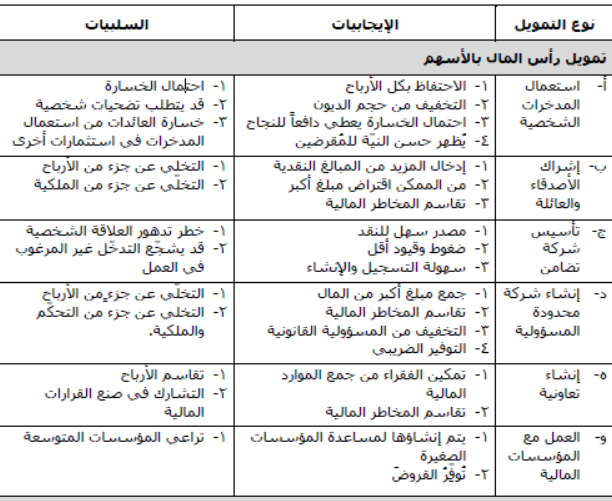 نوع التمويل الإيجابيات السلبيات
تمويل رأس المال بالأسهم
أ- استعمال ١- الاحتفاظ بكل الأرباح ١- احتمال الخسارة
المدخرات ٢- التخفيف من حجم الديون ٢- قد يتطلب تضحيات شخصية
الشخصية ٣- احتمال الخسارة يعطي دافعاً للنجاح ٣- خسارة العائدات من استعمال
٤- يُظهر حسن النيّة للمُقرضين المدخرات في استثمارات أخرى
ب- إشراك ١- إدخال المزيد من المبالغ النقدية ١- التخلي عن جزء من الأرباح
الأصدقاء ٢- من الممكن اقتراض مبلغ أكبر ٢- التخلّي عن جزء من الملكية
والعائلة ٣- تقاسم المخاطر المالية
ج- تأسيس ١- مصدر سهل للنقد ١- خطر تدهور العلاقة الشخصية
شركة ٢- ضغوط وقيود أقل ٢- قد يشجّع التدخّل غير المرغوب
تضامن ٣- سهولة التسجيل والإنشاء في العمل
د- إنشاء شركة ١- جمع مبلغ أكبر من المال ١- التخلّي عن جزء من الأرباح
محدودة ٢- تقاسم المخاطر المالية ٢- التخلي عن جزء من التحكّم
المسؤولية ٣- التخفيف من المسؤولية القانونية والملكية.
٤- التوفير الضريبي
ه- إنشاء ١- تمكين الفقراء من جمع الموارد ١- تقاسم الأرباح
تعاونية المالية ٢- التشارك في صنع القرارات
٢- تقاسم المخاطر المالية المالية
و- العمل مع ١- يتم إنشاؤها لمساعدة المؤسسات ١- تراعي المؤسسات المتوسعة
المؤسسات الصغيرة
المالية ٢- تُوفِّرُ القروض